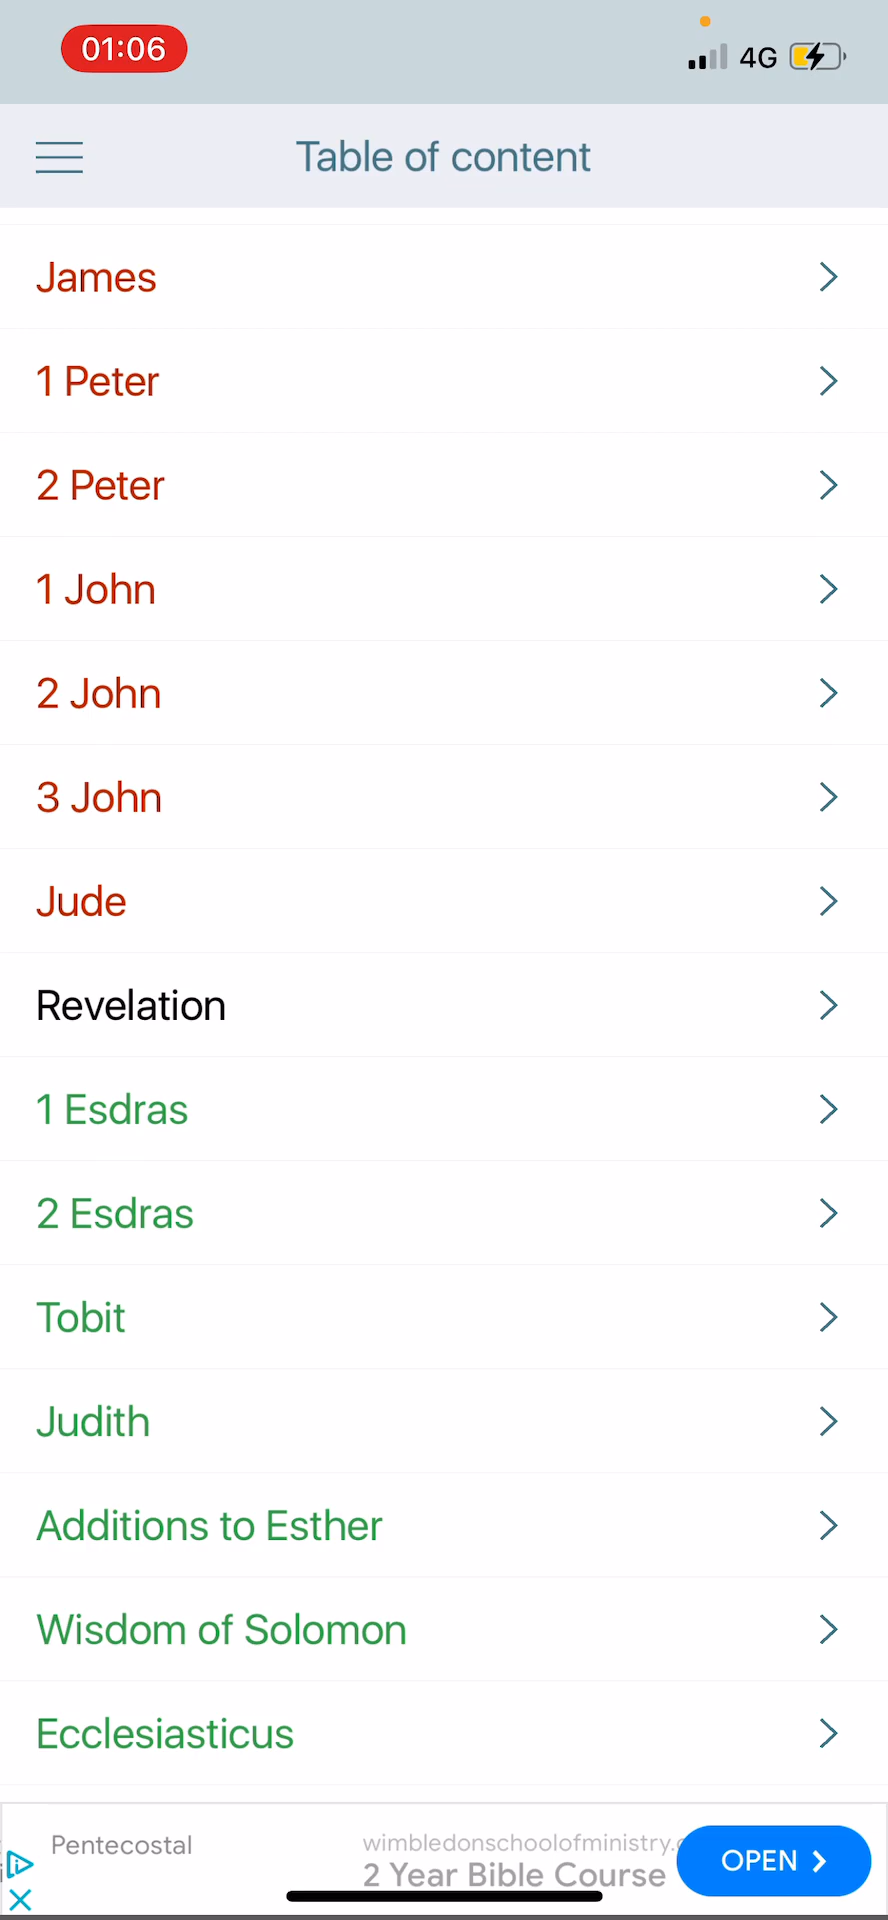 01:06
4G
Table of content
James
1 Peter
2 Peter
1 John
2 John
3 John
Jude
Revelation
1 Esdras
2 Esdras
Tobit
Judith
Additions to Esther
Wisdom of Solomon
Ecclesiasticus
Pentecostal
wimbledonschoolofministry.
2 Year Bible Course
OPEN